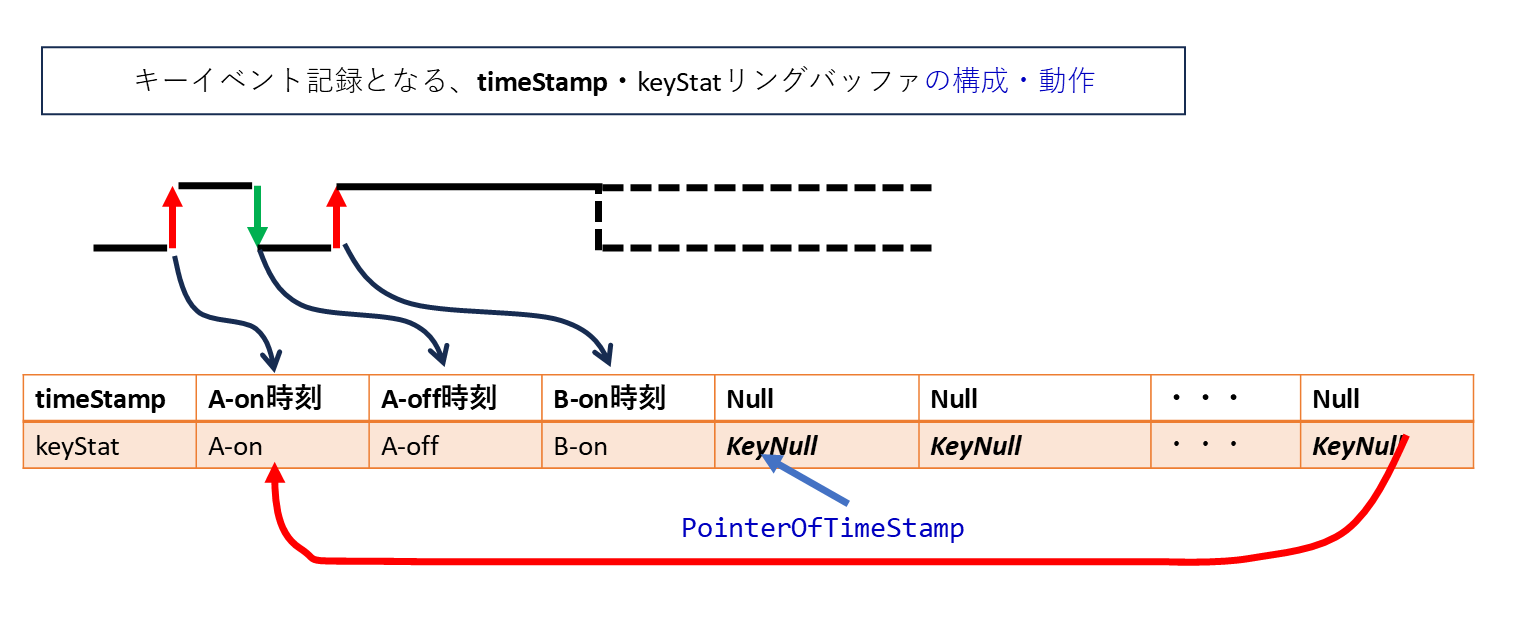 キーイベント記録となる、timeStamp・keyStatリングバッファの構成・動作
timeStamp A-on時刻 A-off時刻 B-on時刻 Null Null ・・・ Null
keyStat A-on A-off B-on KeyNull KeyNull ・・・ KeyNull
PointerOfTimeStamp